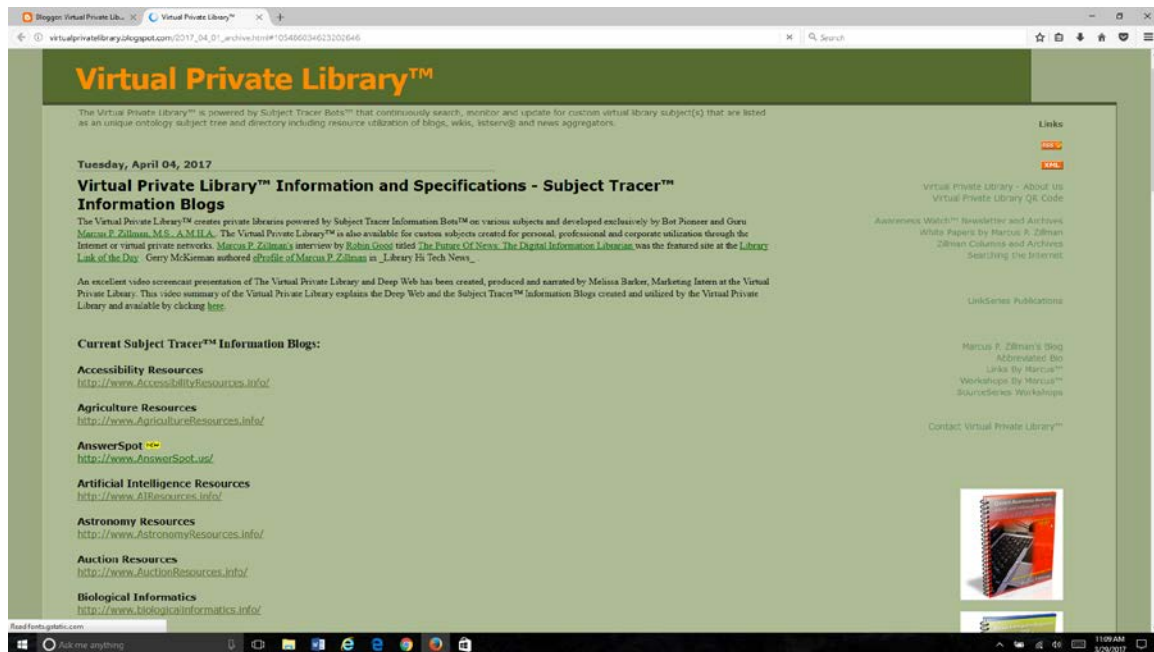 Blogger: Virtual Private Lib...
Virtual Private Library™
virtualprivatelibrary.blogspot.com/2017_04_01_archive.html#105486034623202646
Search
Virtual Private Library™
The Virtual Private Library™ is powered by Subject Tracer Bots™ that continuously search, monitor and update for custom virtual library subject(s) that are listed
as an unique ontology subject tree and directory including resource utilization of blogs, wikis, listserv® and news aggregators.
Tuesday, April 04, 2017
Virtual Private Library™ Information and Specifications - Subject Tracer™
Information Blogs
The Virtual Private Library™ creates private libraries powered by Subject Tracer Information Bots™ on various subjects and developed exclusively by Bot Pioneer and Guru
Marcus P. Zillman, M.S., A.M.H.A.. The Virtual Private Library™ is also available for custom subjects created for personal, professional and corporate utilization through the
Internet or virtual private networks. Marcus P. Zillman's interview by Robin Good titled The Future Of News: The Digital Information Librarian was the featured site at the Library
Link of the Day. Gerry McKiernan authored eProfile of Marcus P. Zillman in _Library Hi Tech News_
An excellent video screencast presentation of The Virtual Private Library and Deep Web has been created, produced and narrated by Melissa Barker, Marketing Intern at the Virtual
Private Library. This video summary of the Virtual Private Library explains the Deep Web and the Subject Tracer™ Information Blogs created and utilized by the Virtual Private
Library and available by clicking here.
Current Subject Tracer™ Information Blogs:
Accessibility Resources
http://www.AccessibilityResources.info/
Agriculture Resources
http://www.AgricultureResources.info/
AnswerSpot NEW
http://www.AnswerSpot.us/
Artificial Intelligence Resources
http://www.AIResources.info/
Astronomy Resources
http://www.AstronomyResources.info/
Auction Resources
http://www.AuctionResources.info/
Biological Informatics
http://www.biologicalinformatics.info/
Links
XML
Virtual Private Library - About Us
Virtual Private Library QR Code
Awareness Watch™ Newsletter and Archives
White Papers by Marcus P. Zillman
Zillman Columns and Archives
Searching the Internet
LinkSeries Publications
Marcus P. Zillman's Blog
Abbreviated Bio
Links By Marcus™
Workshops By Marcus™
SourceSeries Workshops
Contact Virtual Private Library™
Read fonts.gstatic.com
Ask me anything
11:09 AM
3/29/2017